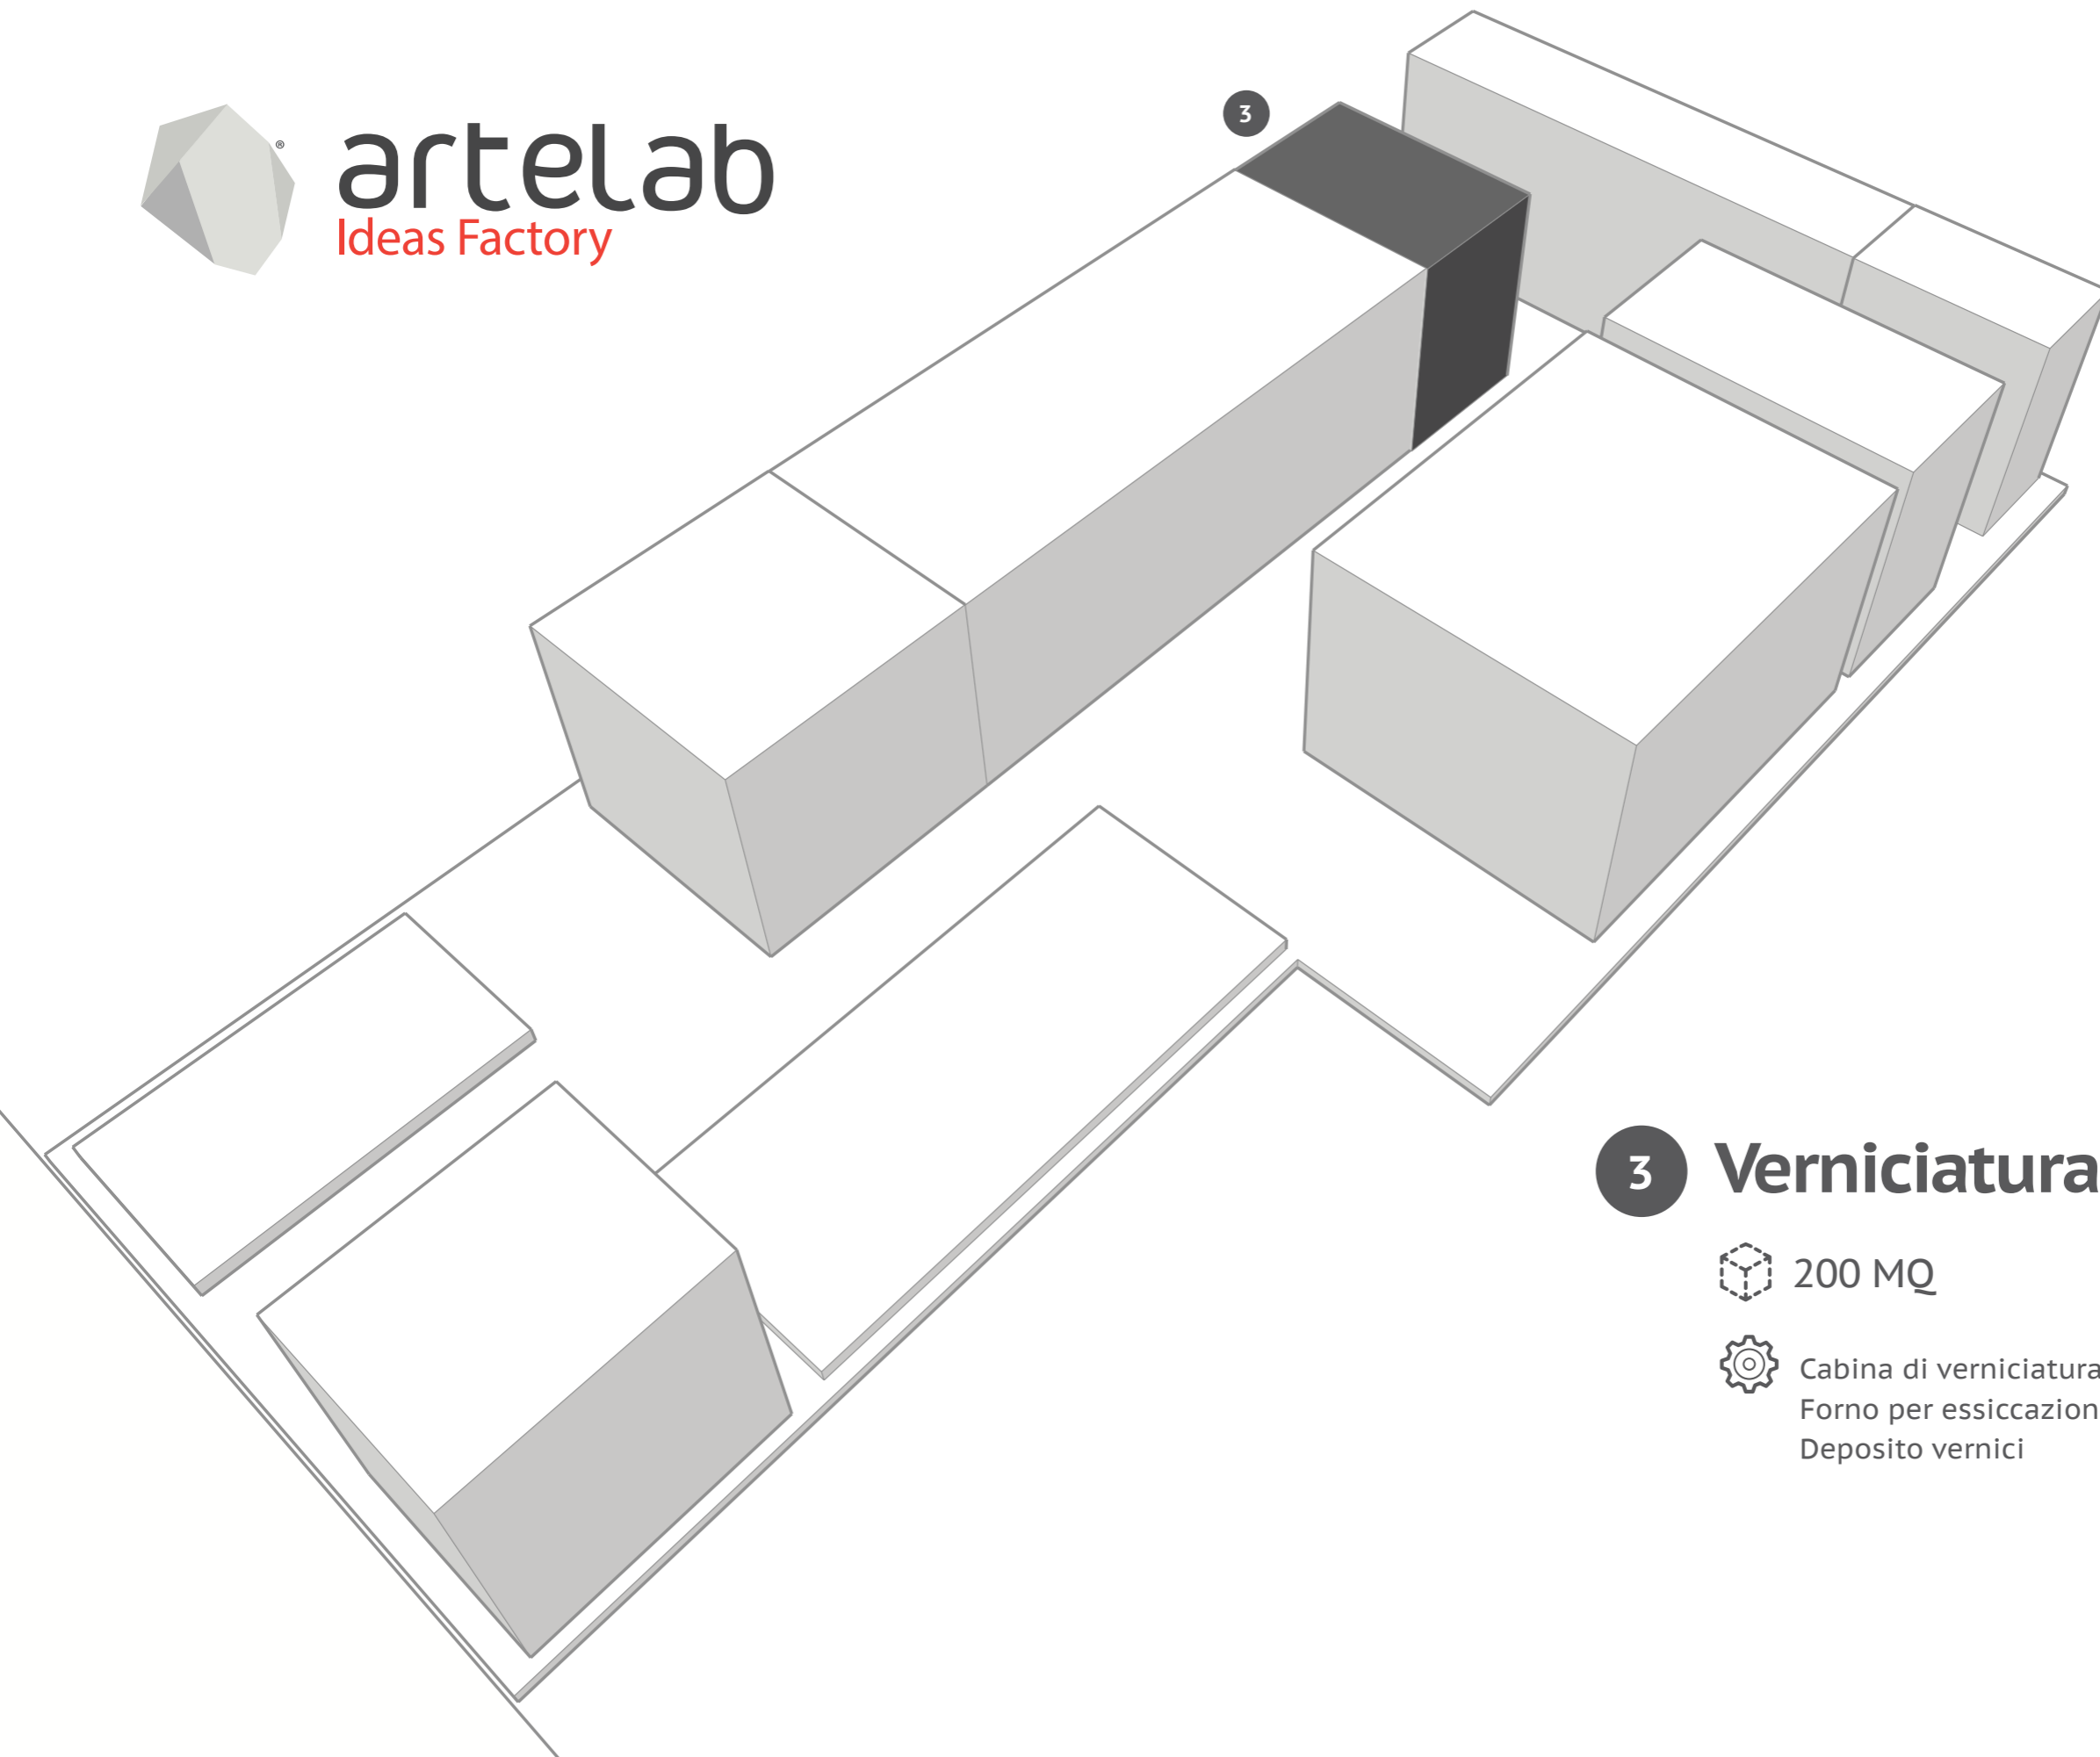 artelab
®
Ideas Factory
3
3 Verniciatura
200 MQ
Cabina di verniciatura
Forno per essiccazion
Deposito vernici